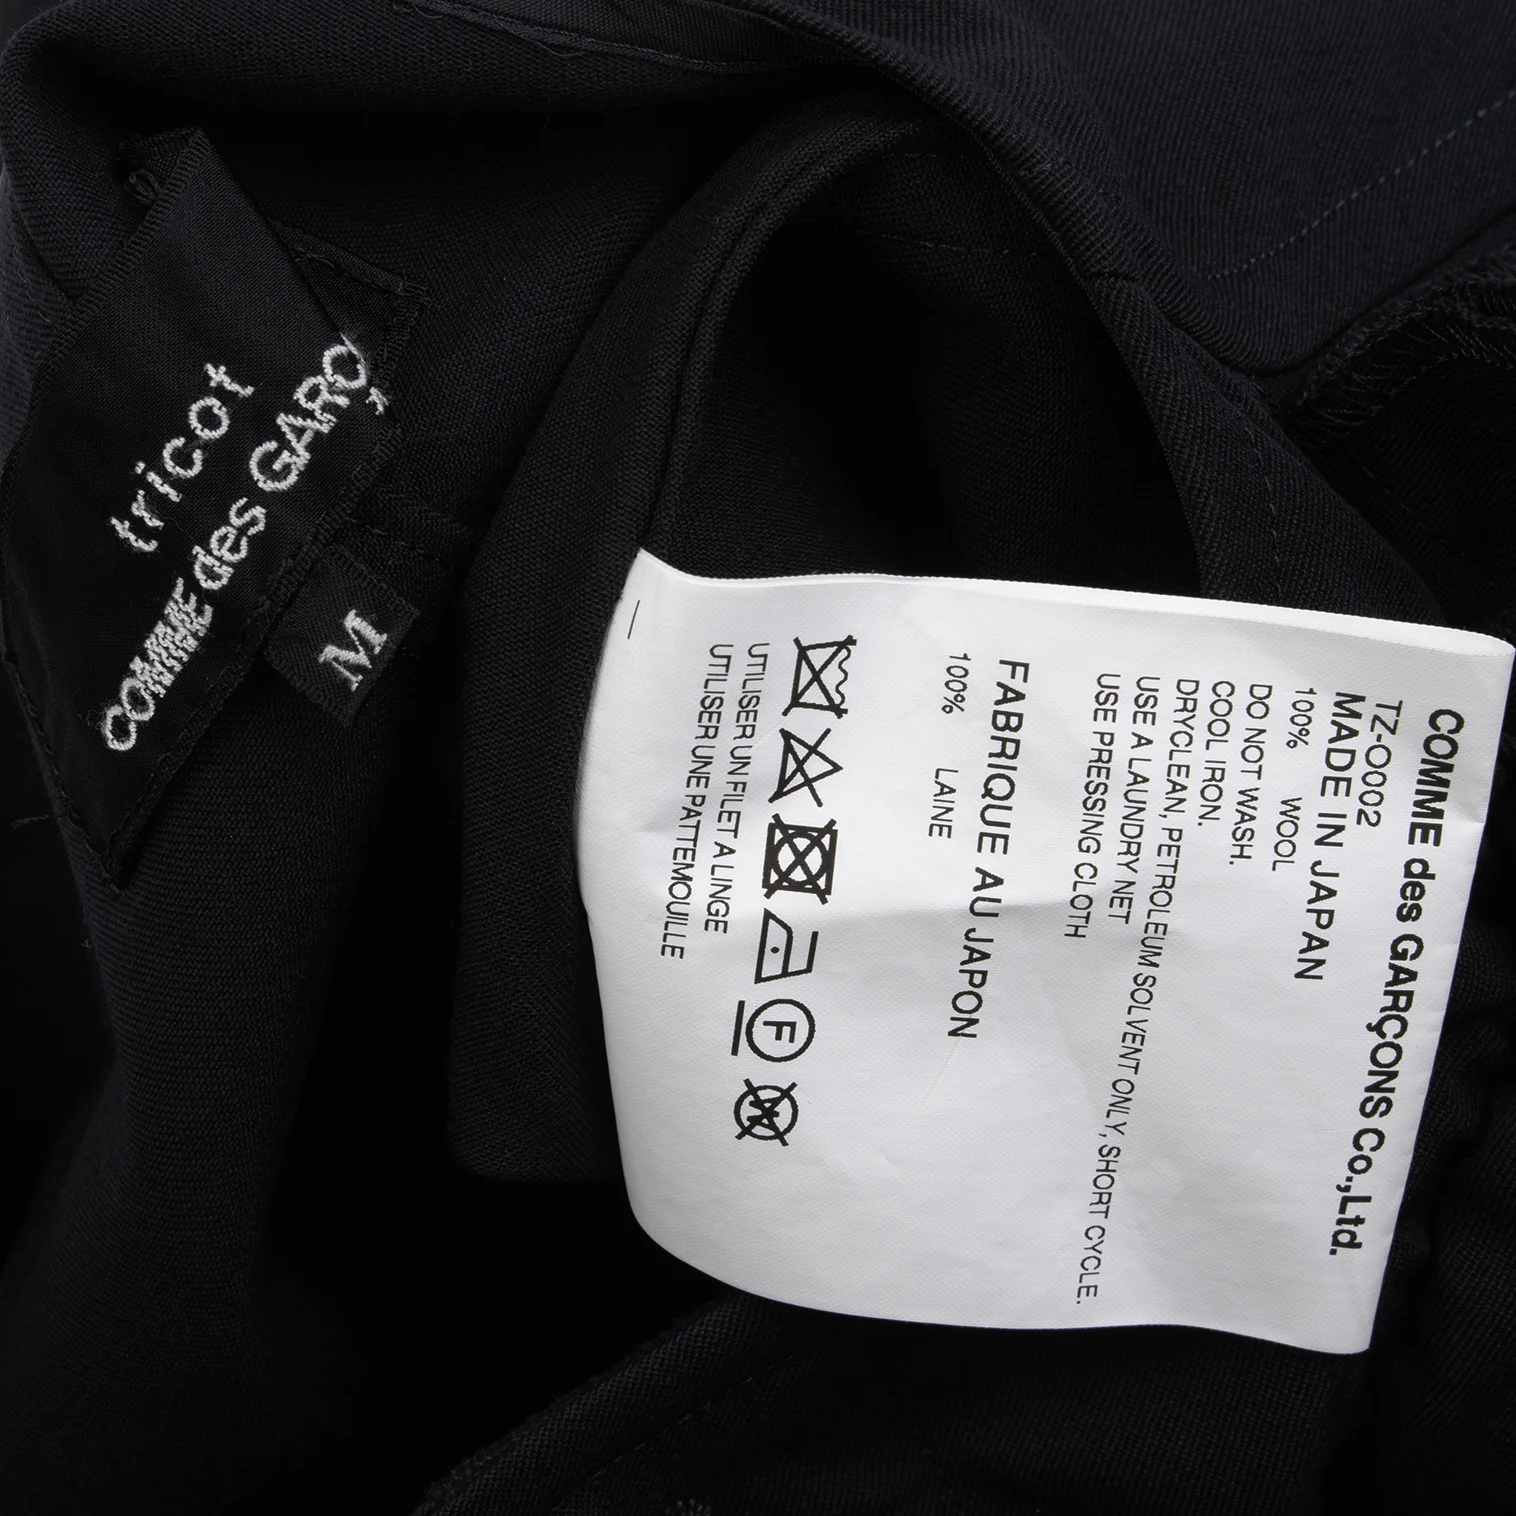 tricot
COMME des GARÇ
M
COMME des GARÇONS Co.,Ltd.
TZ-O002
MADE IN JAPAN
100% WOOL
DO NOT WASH.
COOL IRON.
DRYCLEAN, PETROLEUM SOLVENT ONLY, SHORT CYCLE.
USE A LAUNDRY NET
USE PRESSING CLOTH
FABRIQUE AU JAPON
100% LAINE
F
W
UTILISER UN FILET A LINGE
UTILISER UNE PATTEMOUILLE